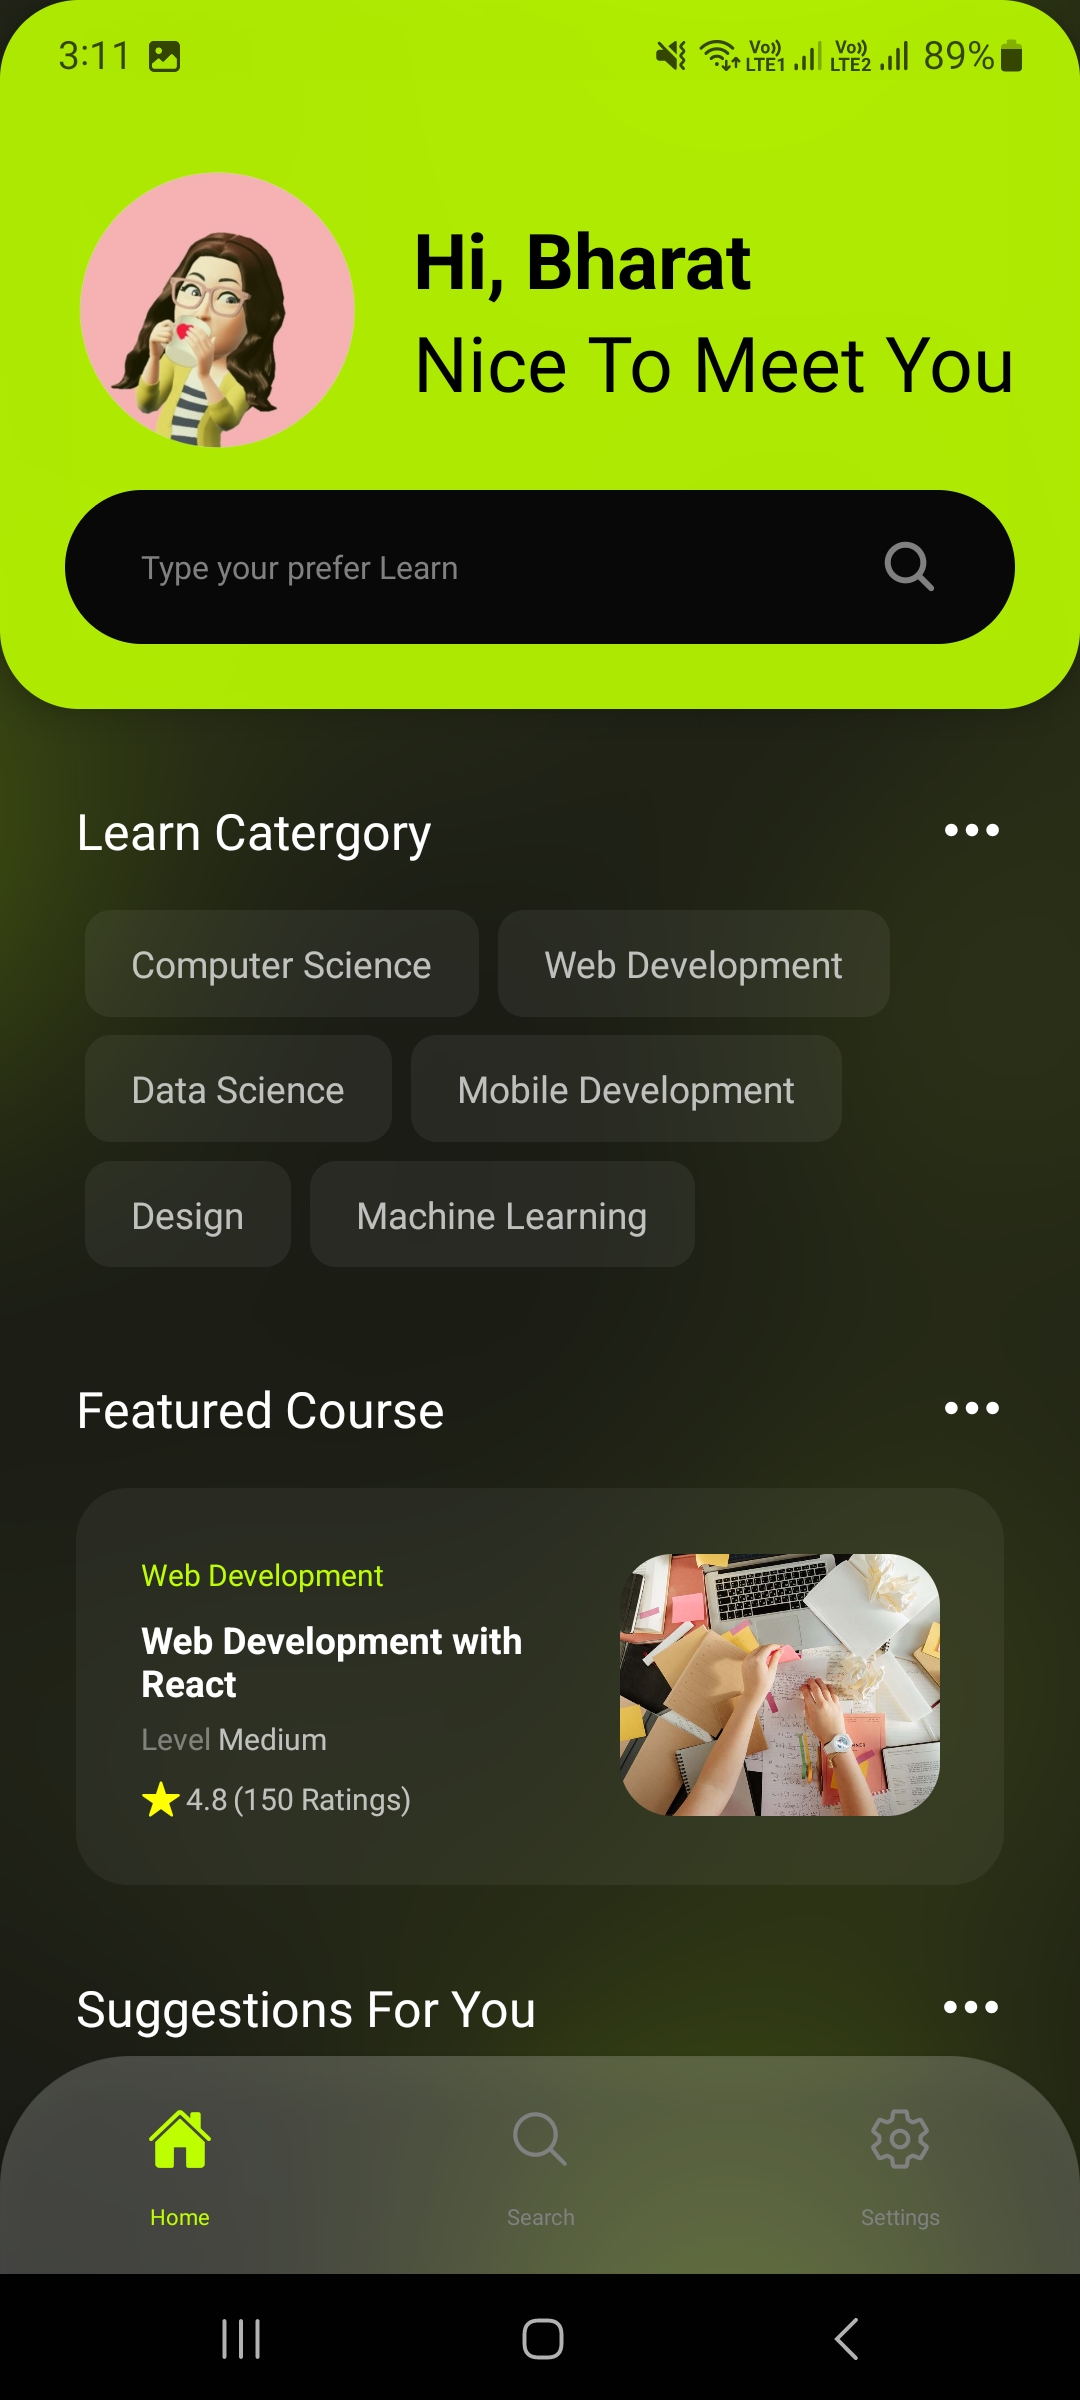 3:11
Vo)) LTE1 Vo)) LTE2 89%
Hi, Bharat
Nice To Meet You
Type your prefer Learn
Learn Catergory
Computer Science
Web Development
Data Science
Mobile Development
Design
Machine Learning
Featured Course
Web Development
Web Development with
React
Level Medium
4.8 (150 Ratings)
Suggestions For You
Home
Search
Settings